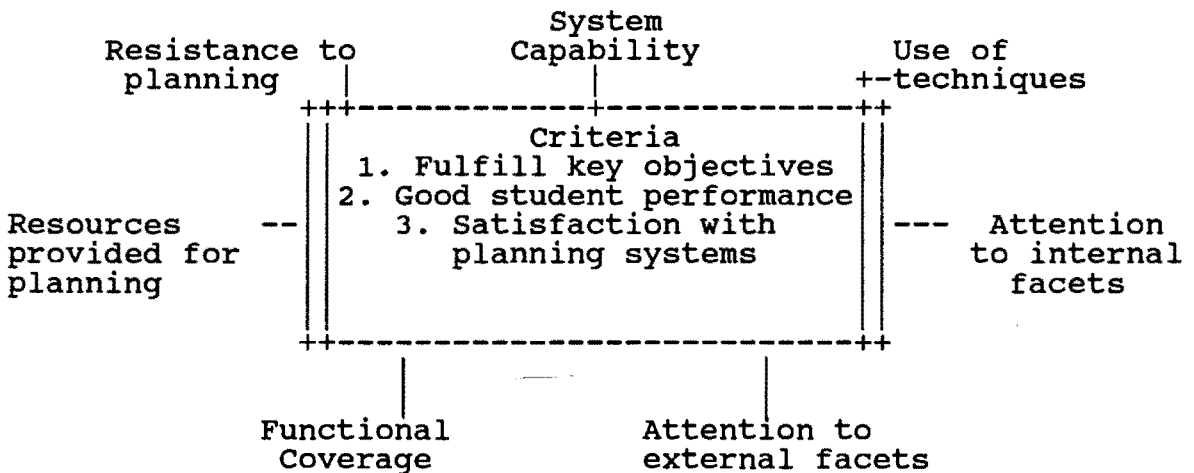 System
Resistance to Capability Use of
planning +-techniques
Criteria
1. Fulfill key objectives
2. Good student performance
Resources -- 3. Satisfaction with --- Attention
provided for planning systems to internal
planning facets
Functional Attention to
Coverage external facets